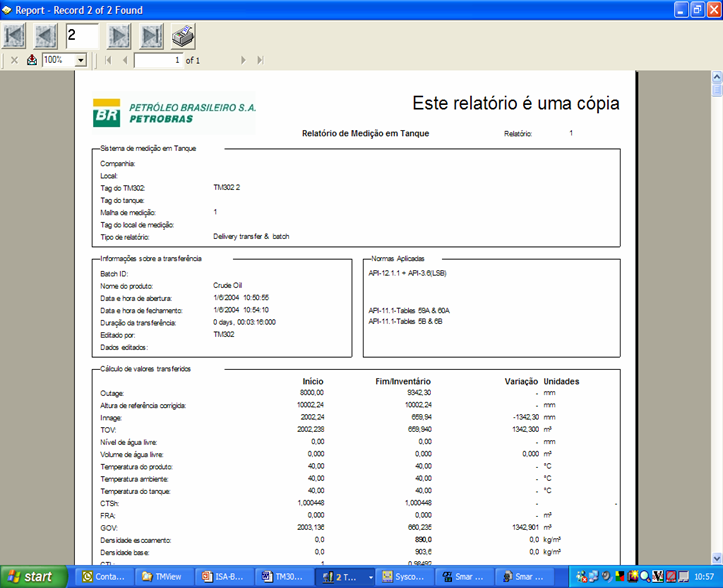 Report - Record 2 of 2 Found
2
100%
1 of 1
Este relatório é uma cópia
BR PETRÓLEO BRASILEIRO S.A.
PETROBRAS
Relatório de Medição em Tanque Relatório: 1
Sistema de medição em Tanque
Companhia:
Local:
Tag do TM302: TM302 2
Tag do tanque:
Malha de medição: 1
Tag do local de medição:
Tipo de relatório: Delivery transfer & batch
Informações sobre a transferência
Batch ID:
Nome do produto: Crude Oil
Data e hora de abertura: 1/6/2004 10:50:55
Data e hora de fechamento: 1/6/2004 10:54:10
Duração da transferência: 0 days, 00:03:16:000
Editado por: TM302
Dados editados:
Normas Aplicadas
API-12.1.1 + API-3.6(LSB)
API-11.1-Tables 59A & 60A
API-11.1-Tables 5B & 6B
Cálculo de valores transferidos
Início Fim/Inventário Variação Unidades
Outage: 8000,00 9342,30 - mm
Altura de referência corrigida: 10002,24 10002,24 - mm
Innage: 2002,24 659,94 -1342,30 mm
TOV: 2002,238 659,940 1342,300 m³
Nível de água livre: 0,00 0,00 - mm
Volume de água livre: 0,000 0,000 0,000 m³
Temperatura do produto: 40,00 40,00 - °C
Temperatura ambiente: 40,00 40,00 - °C
Temperatura do tanque: 40,00 40,00 - °C
CTSh: 1,000448 1,000448 - -
FRA: 0,000 0,000 - m³
GOV: 2003,136 660,235 1342,901 m³
Densidade escoamento: 0,0 890,0 0,0 kg/m³
Densidade base: 0,0 903,6 0,0 kg/m³
start Conta... TMView ISA-B... TM30... 2 T... Sysco... Smar ... Smar ... 10:57